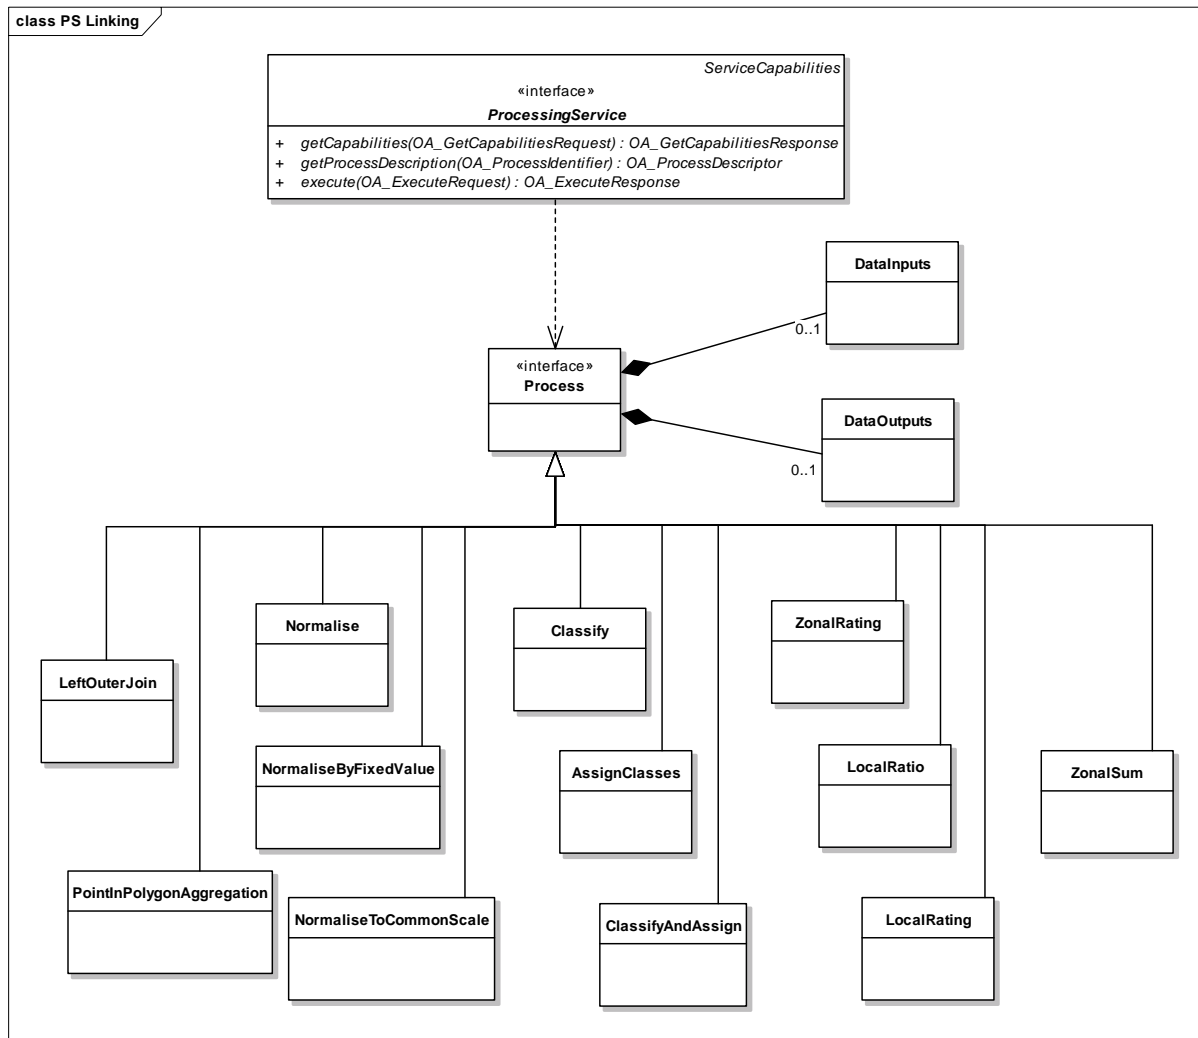 class PS Linking
ServiceCapabilities
«interface»
ProcessingService
+ getCapabilities(OA_GetCapabilitiesRequest) : OA_GetCapabilitiesResponse
+ getProcessDescription(OA_ProcessIdentifier) : OA_ProcessDescriptor
+ execute(OA_ExecuteRequest) : OA_ExecuteResponse
DataInputs
0..1
«interface»
Process
DataOutputs
0..1
Normalise
Classify
ZonalRating
LeftOuterJoin
NormaliseByFixedValue
AssignClasses
LocalRatio
ZonalSum
PointInPolygonAggregation
NormaliseToCommonScale
ClassifyAndAssign
LocalRating